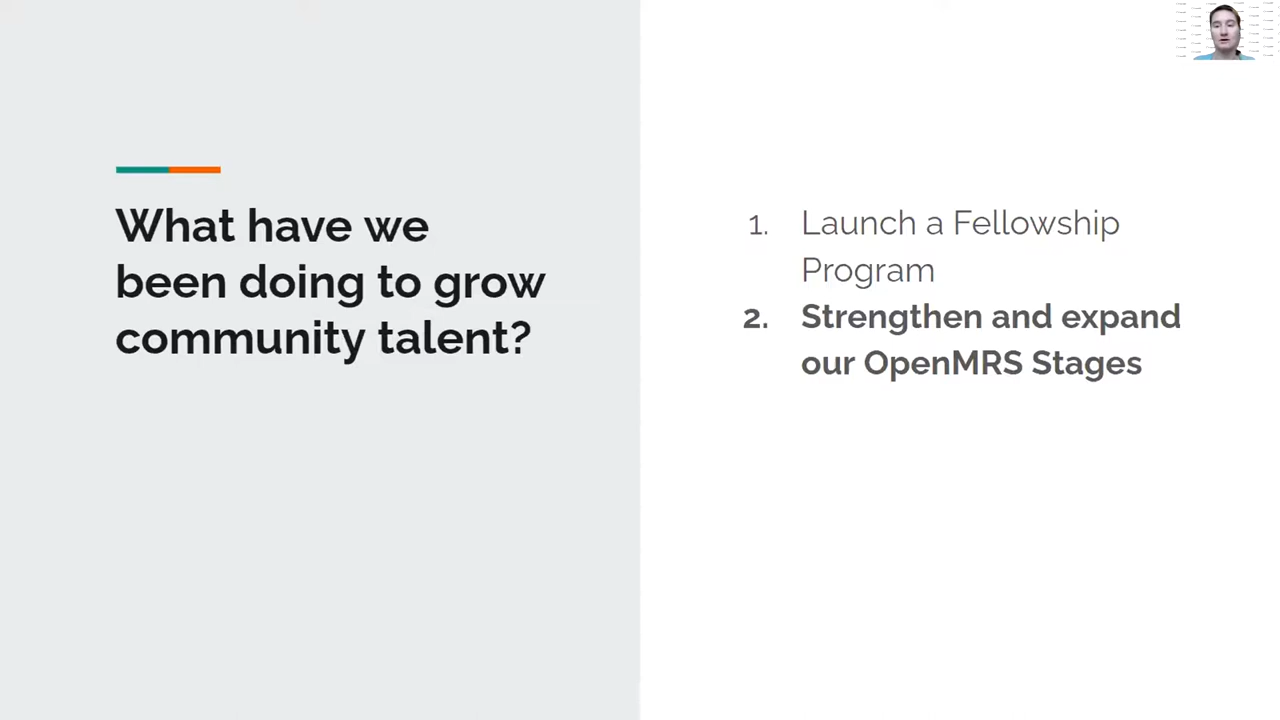 What have we
been doing to grow
community talent?
1. Launch a Fellowship
Program
2. Strengthen and expand
our OpenMRS Stages